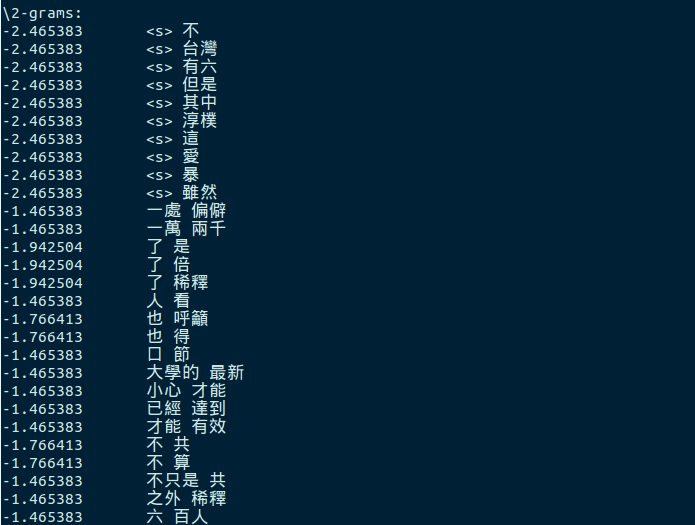 \2-grams:
-2.465383 <s> 不
-2.465383 <s> 台灣
-2.465383 <s> 有六
-2.465383 <s> 但是
-2.465383 <s> 其中
-2.465383 <s> 淳樸
-2.465383 <s> 這
-2.465383 <s> 愛
-2.465383 <s> 暴
-2.465383 <s> 雖然
-1.465383 一處 偏僻
-1.465383 一萬 兩千
-1.942504 了 是
-1.942504 了 倍
-1.942504 了 稀釋
-1.465383 人 看
-1.766413 也 呼籲
-1.766413 也 得
-1.465383 口 節
-1.465383 大學的 最新
-1.465383 小心 才能
-1.465383 已經 達到
-1.465383 才能 有效
-1.766413 不 共
-1.766413 不 算
-1.465383 不只是 共
-1.465383 之外 稀釋
-1.465383 六 百人